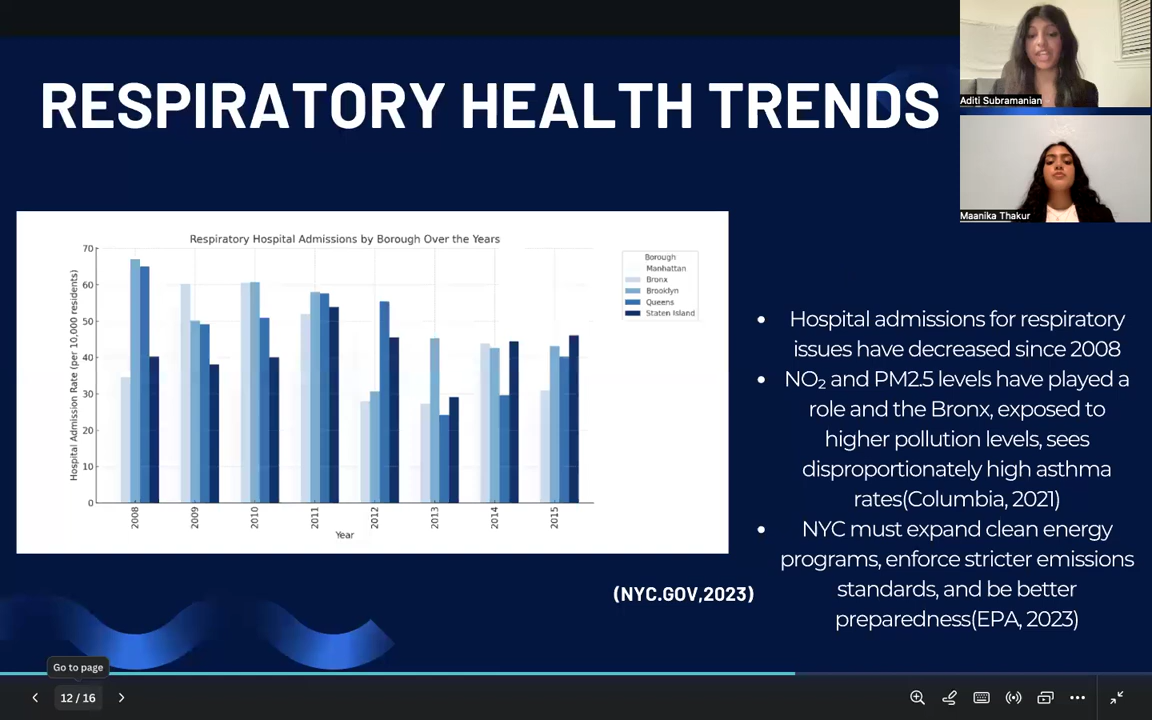 RESPIRATORY HEALTH TRENDS
Aditi Subramanian
Maanika Thakur
Respiratory Hospital Admissions by Borough Over the Years
Hospital Admission Rate (per 10,000 residents)
70
60
50
40
30
20
10
0
2008
2009
2010
2011
2012
2013
2014
2015
Year
Borough
Manhattan
Bronx
Brooklyn
Queens
Staten Island
• Hospital admissions for respiratory
issues have decreased since 2008
• NO₂ and PM2.5 levels have played a
role and the Bronx, exposed to
higher pollution levels, sees
disproportionately high asthma
rates(Columbia, 2021)
• NYC must expand clean energy
programs, enforce stricter emissions
standards, and be better
preparedness(EPA, 2023)
(NYC.GOV,2023)
Go to page
12 / 16